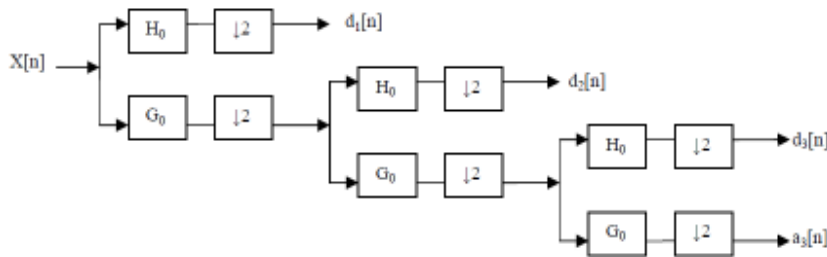 H₀ ↓2 d₁[n]
X[n]
G₀ ↓2 H₀ ↓2 d₂[n]
G₀ ↓2 H₀ ↓2 d₃[n]
G₀ ↓2 a₃[n]